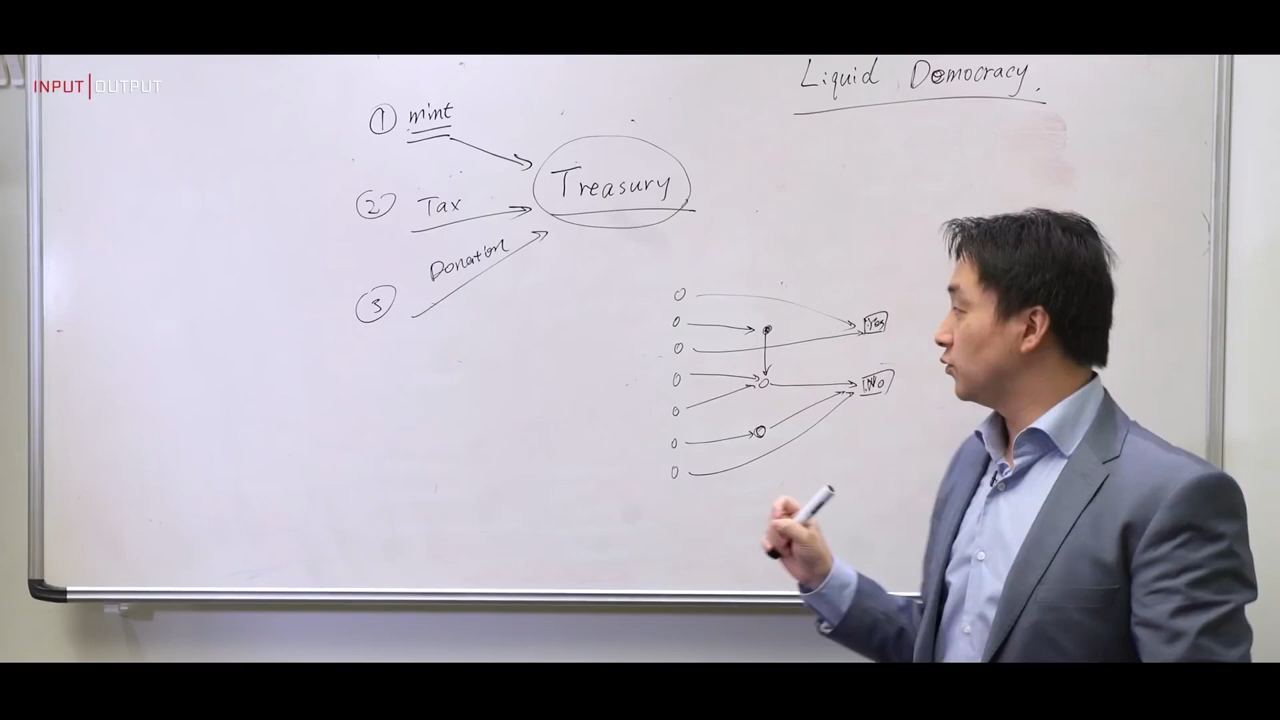 INPUT|OUTPUT
Liquid Democracy.
① mint
② Tax
Donation
③
Treasury
Yes
No